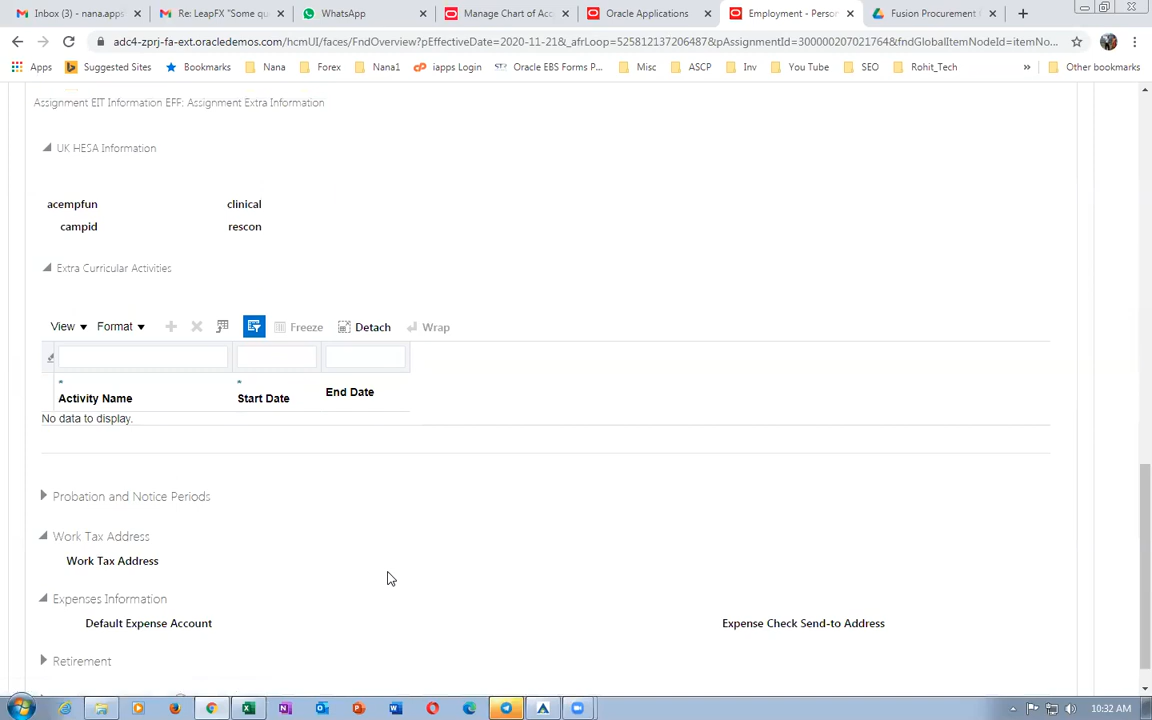 Inbox (3) - nana.apps
Re: LeapFX "Some qu
WhatsApp
Manage Chart of Acc
Oracle Applications
Employment - Person
Fusion Procurement
adc4-zprj-fa-ext.oracledemos.com/hcmUI/faces/FndOverview?pEffectiveDate=2020-11-21&_afrLoop=525812137206487&pAssignmentId=300000207021764&fndGlobalItemNodeId=itemNo...
Apps
Suggested Sites
Bookmarks
Nana
Forex
Nana1
iapps Login
Oracle EBS Forms P...
Misc
ASCP
Inv
You Tube
SEO
Rohit_Tech
»
Other bookmarks
Assignment EIT Information EFF: Assignment Extra Information
UK HESA Information
acempfun clinical
campid rescon
Extra Curricular Activities
View Format Freeze Detach Wrap
* Activity Name * Start Date End Date
No data to display.
Probation and Notice Periods
Work Tax Address
Work Tax Address
Expenses Information
Default Expense Account Expense Check Send-to Address
Retirement
10:32 AM